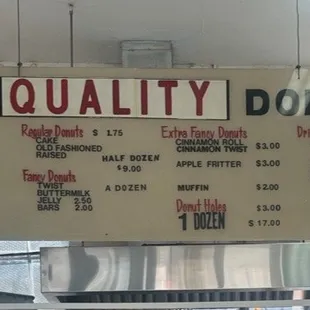 QUALITY DO
Regular Donuts $ 1.75
CAKE
OLD FASHIONED
RAISED
HALF DOZEN
$ 9.00
Fancy Donuts
TWIST
BUTTERMILK
JELLY 2.50
BARS 2.00
A DOZEN
Extra Fancy Donuts
CINNAMON ROLL
CINNAMON TWIST $ 3.00
APPLE FRITTER $ 3.00
MUFFIN $ 2.00
Donut Holes $ 3.00
1 DOZEN $ 17.00
Dr